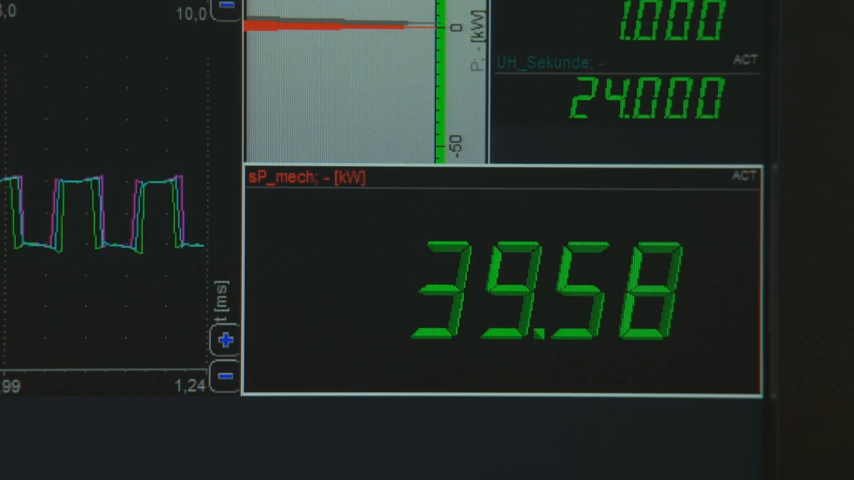 10,0
1.000
0
P; - [kW]
UH_Sekunde; -
ACT
24.000
-50
sP_mech; - [kW]
ACT
39.58
t [ms]
+
-
1,24